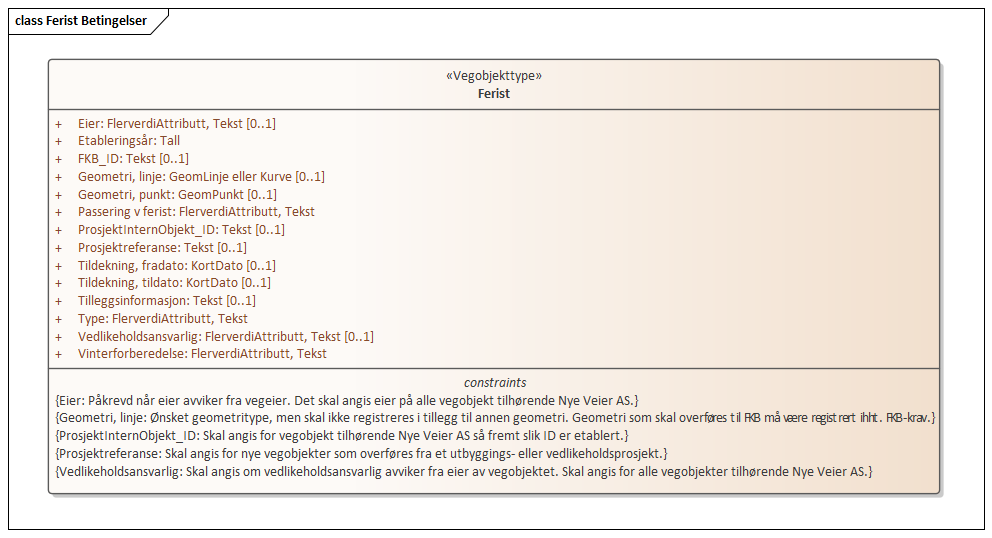 class Ferist Betingelser
«Vegobjekttype»
Ferist
+ Eier: FlerverdiAttributt, Tekst [0..1]
+ Etableringsår: Tall
+ FKB_ID: Tekst [0..1]
+ Geometri, linje: GeomLinje eller Kurve [0..1]
+ Geometri, punkt: GeomPunkt [0..1]
+ Passering v ferist: FlerverdiAttributt, Tekst
+ ProsjektInternObjekt_ID: Tekst [0..1]
+ Prosjektreferanse: Tekst [0..1]
+ Tildekning, fradato: KortDato [0..1]
+ Tildekning, tildato: KortDato [0..1]
+ Tilleggsinformasjon: Tekst [0..1]
+ Type: FlerverdiAttributt, Tekst
+ Vedlikeholdsansvarlig: FlerverdiAttributt, Tekst [0..1]
+ Vinterforberedelse: FlerverdiAttributt, Tekst
constraints
{Eier: Påkrevd når eier avviker fra vegeier. Det skal angis eier på alle vegobjekt tilhørende Nye Veier AS.}
{Geometri, linje: Ønsket geometritype, men skal ikke registreres i tillegg til annen geometri. Geometri som skal overføres til FKB må være registrert ihht. FKB-krav.}
{ProsjektInternObjekt_ID: Skal angis for vegobjekt tilhørende Nye Veier AS så fremt slik ID er etablert.}
{Prosjektreferanse: Skal angis for nye vegobjekter som overføres fra et utbyggings- eller vedlikeholdsprosjekt.}
{Vedlikeholdsansvarlig: Skal angis om vedlikeholdsansvarlig avviker fra eier av vegobjektet. Skal angis for alle vegobjekter tilhørende Nye Veier AS.}